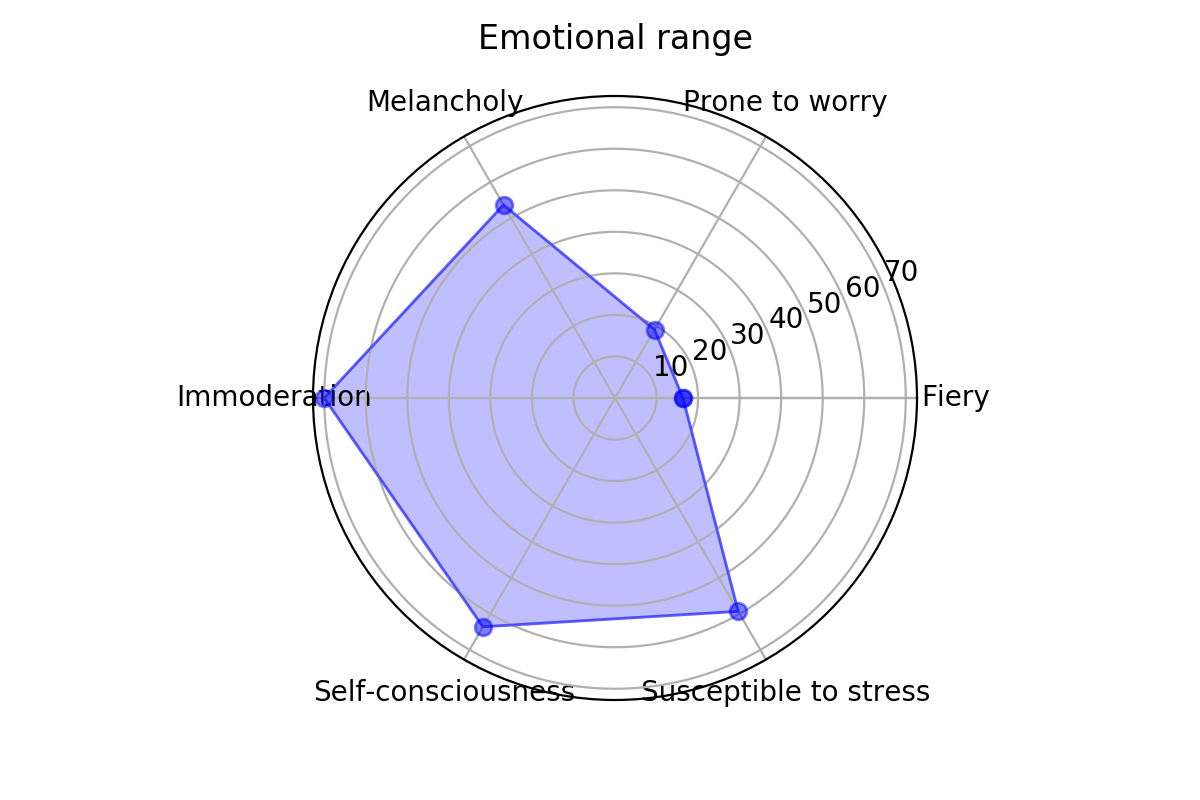 Emotional range
Melancholy
Prone to worry
70
60
50
40
30
20
10
Immoderation
Fiery
Self-consciousness
Susceptible to stress